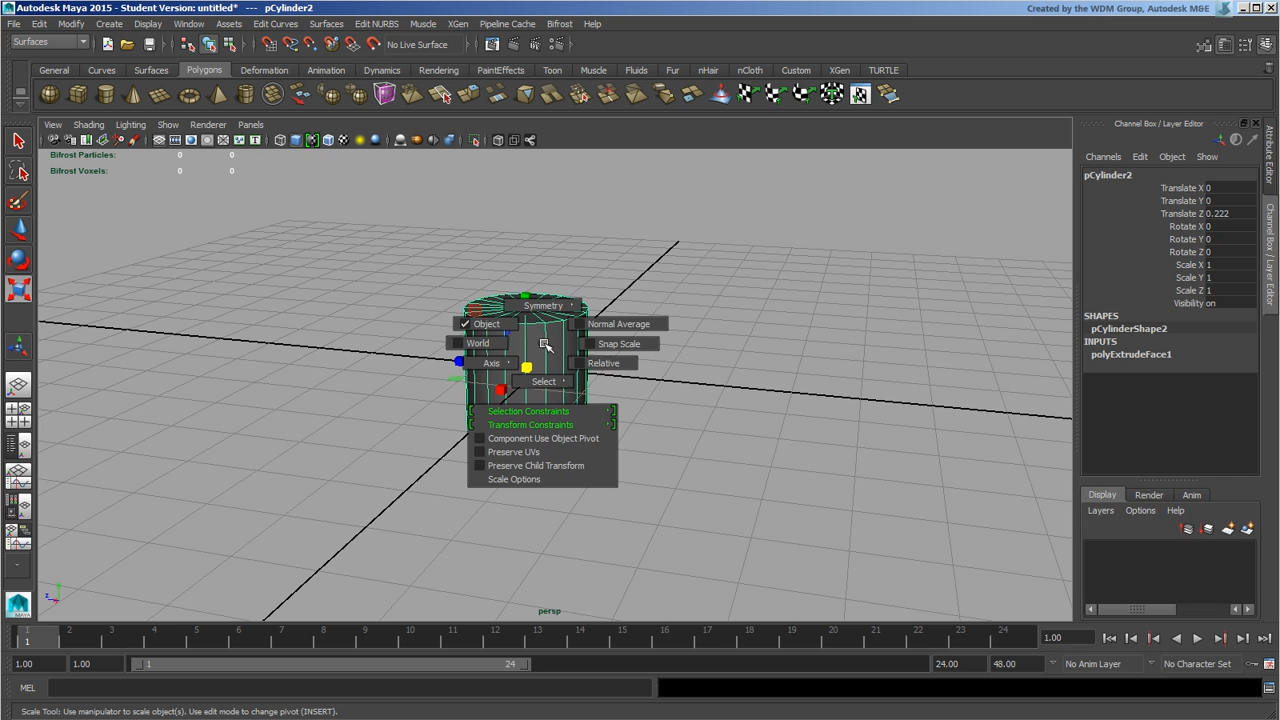 Autodesk Maya 2015 - Student Version: untitled* --- pCylinder2
Created by the WDM Group, Autodesk M&E
File Edit Modify Create Display Window Assets Edit Curves Surfaces Edit NURBS Muscle XGen Pipeline Cache Bifrost Help
Surfaces No Live Surface
General Curves Surfaces Polygons Deformation Animation Dynamics Rendering PaintEffects Toon Muscle Fluids Fur nHair nCloth Custom XGen TURTLE
View Shading Lighting Show Renderer Panels
Bifrost Particles: 0 0
Bifrost Voxels: 0 0
Symmetry
Object Normal Average
World Snap Scale
Axis Relative
Select
Selection Constraints
Transform Constraints
Component Use Object Pivot
Preserve UVs
Preserve Child Transform
Scale Options
persp
z
MAYA
Channel Box / Layer Editor
Channels Edit Object Show
pCylinder2
Translate X 0
Translate Y 0
Translate Z 0.222
Rotate X 0
Rotate Y 0
Rotate Z 0
Scale X 1
Scale Y 1
Scale Z 1
Visibility on
SHAPES
pCylinderShape2
INPUTS
polyExtrudeFace1
Attribute Editor
Channel Box / Layer Editor
Display Render Anim
Layers Options Help
1 2 3 4 5 6 7 8 9 10 11 12 13 14 15 16 17 18 19 20 21 22 23 24
1 1.00
1.00 1.00 1 24 24.00 48.00 No Anim Layer No Character Set
MEL
Scale Tool: Use manipulator to scale object(s). Use edit mode to change pivot (INSERT).